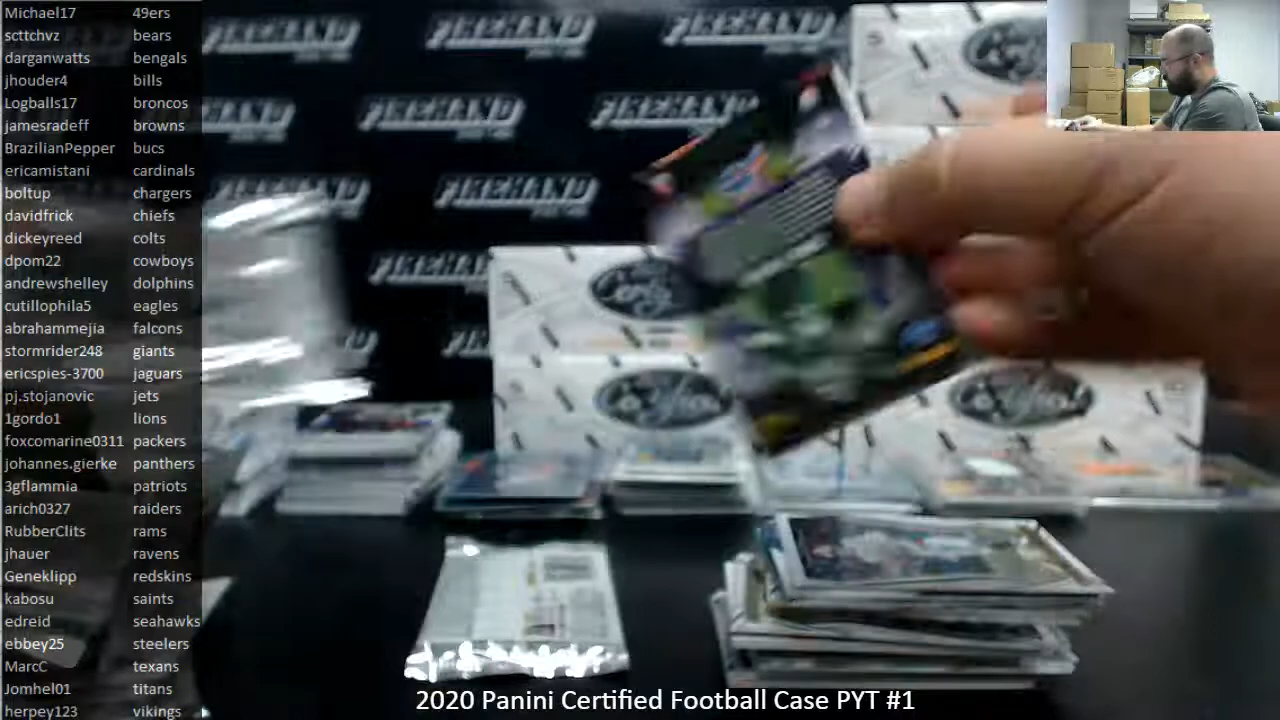 Michael17 49ers
scttchvz bears
darganwatts bengals
jhouder4 bills
Logballs17 broncos
jamesradeff browns
BrazilianPepper bucs
ericamistani cardinals
boltup chargers
davidfrick chiefs
dickeyreed colts
dpom22 cowboys
andrewshelley dolphins
cutillophila5 eagles
abrahammejia falcons
stormrider248 giants
ericspies-3700 jaguars
pj.stojanovic jets
1gordo1 lions
foxcomarine0311 packers
johannes.gierke panthers
3gflammia patriots
arich0327 raiders
RubberClits rams
jhauer ravens
Geneklipp redskins
kabosu saints
edreid seahawks
ebbey25 steelers
MarcC texans
Jomhel01 titans
herpey123 vikings
FIREHAND FIREHAND FIREHAND
FIREHAND FIREHAND
FIREHAND FIREHAND
FIREHAND
2020 Panini Certified Football Case PYT #1